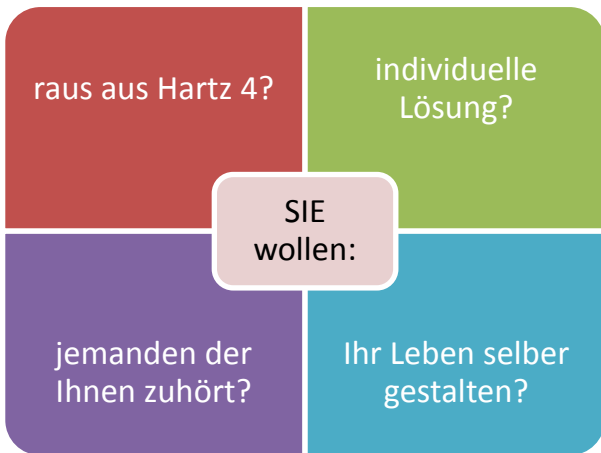 raus aus Hartz 4?
individuelle
Lösung?
SIE
wollen:
jemanden der
Ihnen zuhört?
Ihr Leben selber
gestalten?